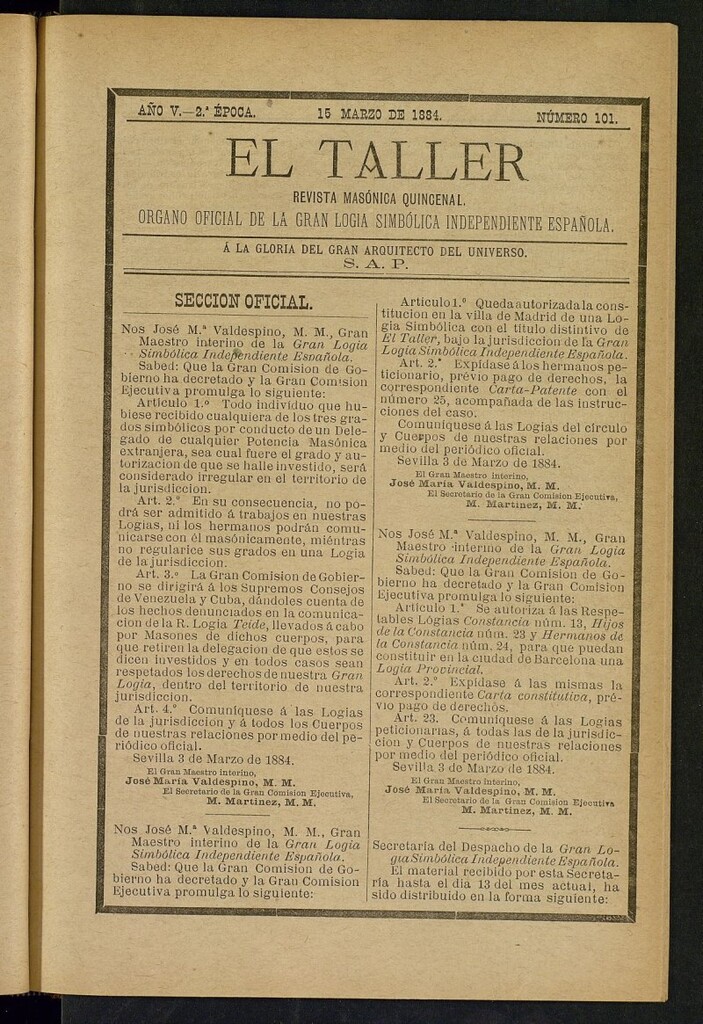 AÑO V.—2.ª ÉPOCA. 15 MARZO DE 1884. NÚMERO 101.
EL TALLER
REVISTA MASÓNICA QUINCENAL.
ORGANO OFICIAL DE LA GRAN LOGIA SIMBÓLICA INDEPENDIENTE ESPAÑOLA.
Á LA GLORIA DEL GRAN ARQUITECTO DEL UNIVERSO.
S. A. P.
SECCION OFICIAL.
Nos José M.ª Valdespino, M. M., Gran
Maestro interino de la Gran Logia
Simbólica Independiente Española.
Sabed: Que la Gran Comision de Go-
bierno ha decretado y la Gran Comision
Ejecutiva promulga lo siguiente:
Artículo 1.º Todo individuo que hu-
biese recibido cualquiera de los tres gra-
dos simbólicos por conducto de un Dele-
gado de cualquier Potencia Masónica
extranjera, sea cual fuere el grado y au-
torizacion de que se halle investido, será
considerado irregular en el territorio de
la jurisdiccion.
Art. 2.º En su consecuencia, no po-
drá ser admitido á trabajos en nuestras
Logias, ni los hermanos podrán comu-
nicarse con él masónicamente, miéntras
no regularice sus grados en una Logia
de la jurisdiccion.
Art. 3.º La Gran Comision de Gobier-
no se dirigirá á los Supremos Consejos
de Venezuela y Cuba, dándoles cuenta de
los hechos denunciados en la comunica-
cion de la R. Logia Teide, llevados á cabo
por Masones de dichos cuerpos, para
que retiren la delegacion de que estos se
dicen investidos y en todos casos sean
respetados los derechos de nuestra Gran
Logia, dentro del territorio de nuestra
jurisdiccion.
Art. 4.º Comuníquese á las Logias
de la jurisdiccion y á todos los Cuerpos
de nuestras relaciones por medio del pe-
riódico oficial.
Sevilla 3 de Marzo de 1884.
El Gran Maestro interino,
José María Valdespino, M. M.
El Secretario de la Gran Comision Ejecutiva,
M. Martinez, M. M.
Nos José M.ª Valdespino, M. M., Gran
Maestro interino de la Gran Logia
Simbólica Independiente Española.
Sabed: Que la Gran Comision de Go-
bierno ha decretado y la Gran Comision
Ejecutiva promulga lo siguiente:
Artículo 1.º Queda autorizada la cons-
titucion en la villa de Madrid de una Lo-
gia Simbólica con el título distintivo de
El Taller, bajo la jurisdiccion de la Gran
Logia Simbólica Independiente Española.
Art. 2.º Expídase á los hermanos pe-
ticionario, prévio pago de derechos, la
correspondiente Carta-Patente con el
número 25, acompañada de las instruc-
ciones del caso.
Comuníquese á las Logias del círculo
y Cuerpos de nuestras relaciones por
medio del periódico oficial.
Sevilla 3 de Marzo de 1884.
El Gran Maestro interino,
José María Valdespino, M. M.
El Secretario de la Gran Comision Ejecutiva,
M. Martinez, M. M.
Nos José M.ª Valdespino, M. M., Gran
Maestro interino de la Gran Logia
Simbólica Independiente Española.
Sabed: Que la Gran Comision de Go-
bierno ha decretado y la Gran Comision
Ejecutiva promulga lo siguiente:
Artículo 1.º Se autoriza á las Respe-
tables Lógias Constancia núm. 13, Hijos
de la Constancia núm. 23 y Hermanos de
la Constancia núm. 24, para que puedan
constituir en la ciudad de Barcelona una
Logia Provincial.
Art. 2.º Expídase á las mismas la
correspondiente Carta constitutiva, pré-
vio pago de derechos.
Art. 23. Comuníquese á las Logias
peticionarias, á todas las de la jurisdic-
cion y Cuerpos de nuestras relaciones
por medio del periódico oficial.
Sevilla 3 de Marzo de 1884.
El Gran Maestro interino,
José María Valdespino, M. M.
El Secretario de la Gran Comision Ejecutiva
M. Martinez, M. M.
Secretaría del Despacho de la Gran Lo-
gia Simbólica Independiente Española.
El material recibido por esta Secreta-
ría hasta el dia 13 del mes actual, ha
sido distribuido en la forma siguiente: